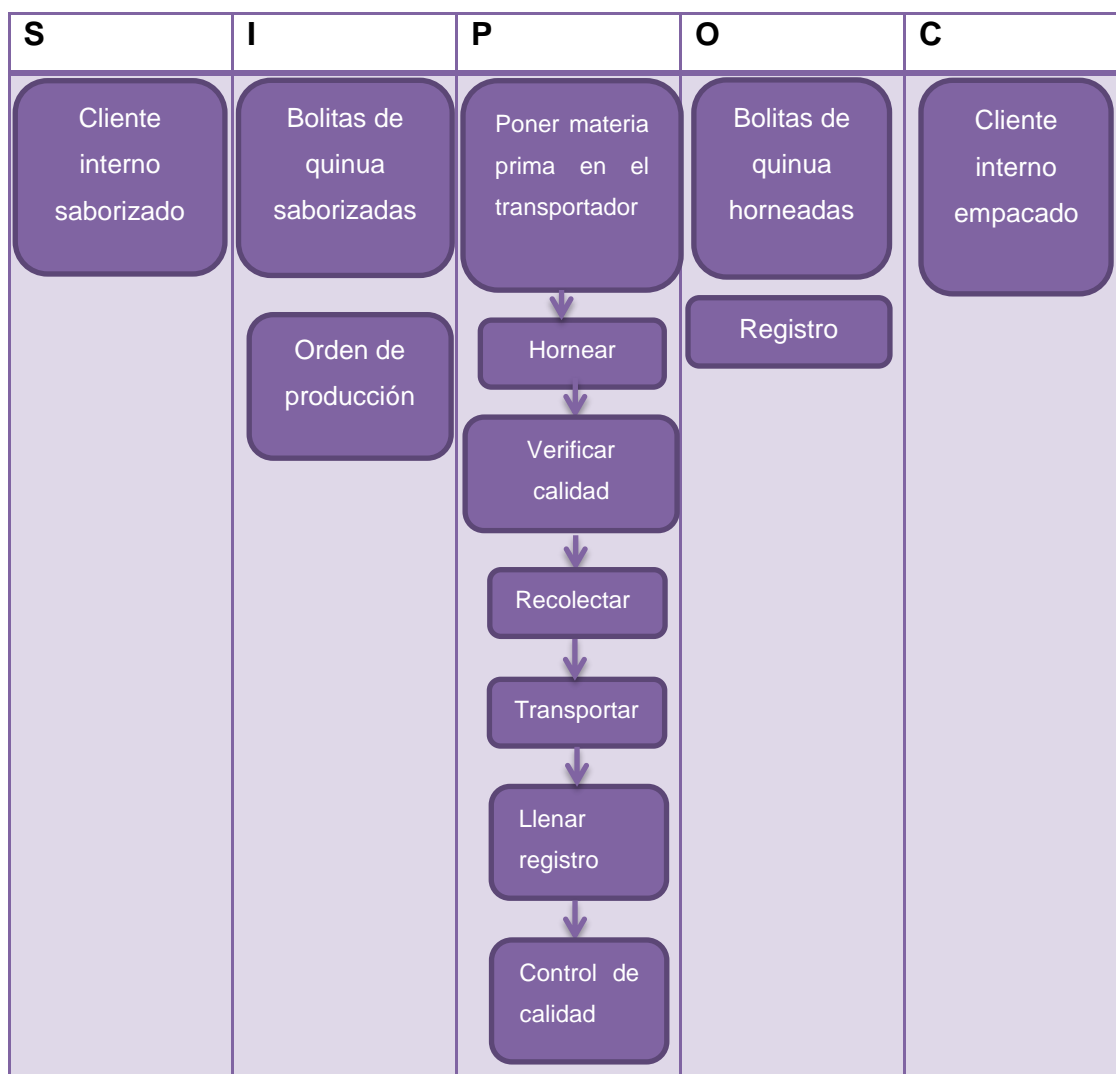 S
I
P
O
C
Cliente
interno
saborizado
Bolitas de
quinua
saborizadas
Orden de
producción
Poner materia
prima en el
transportador
Hornear
Verificar
calidad
Recolectar
Transportar
Llenar
registro
Control de
calidad
Bolitas de
quinua
horneadas
Registro
Cliente
interno
empacado